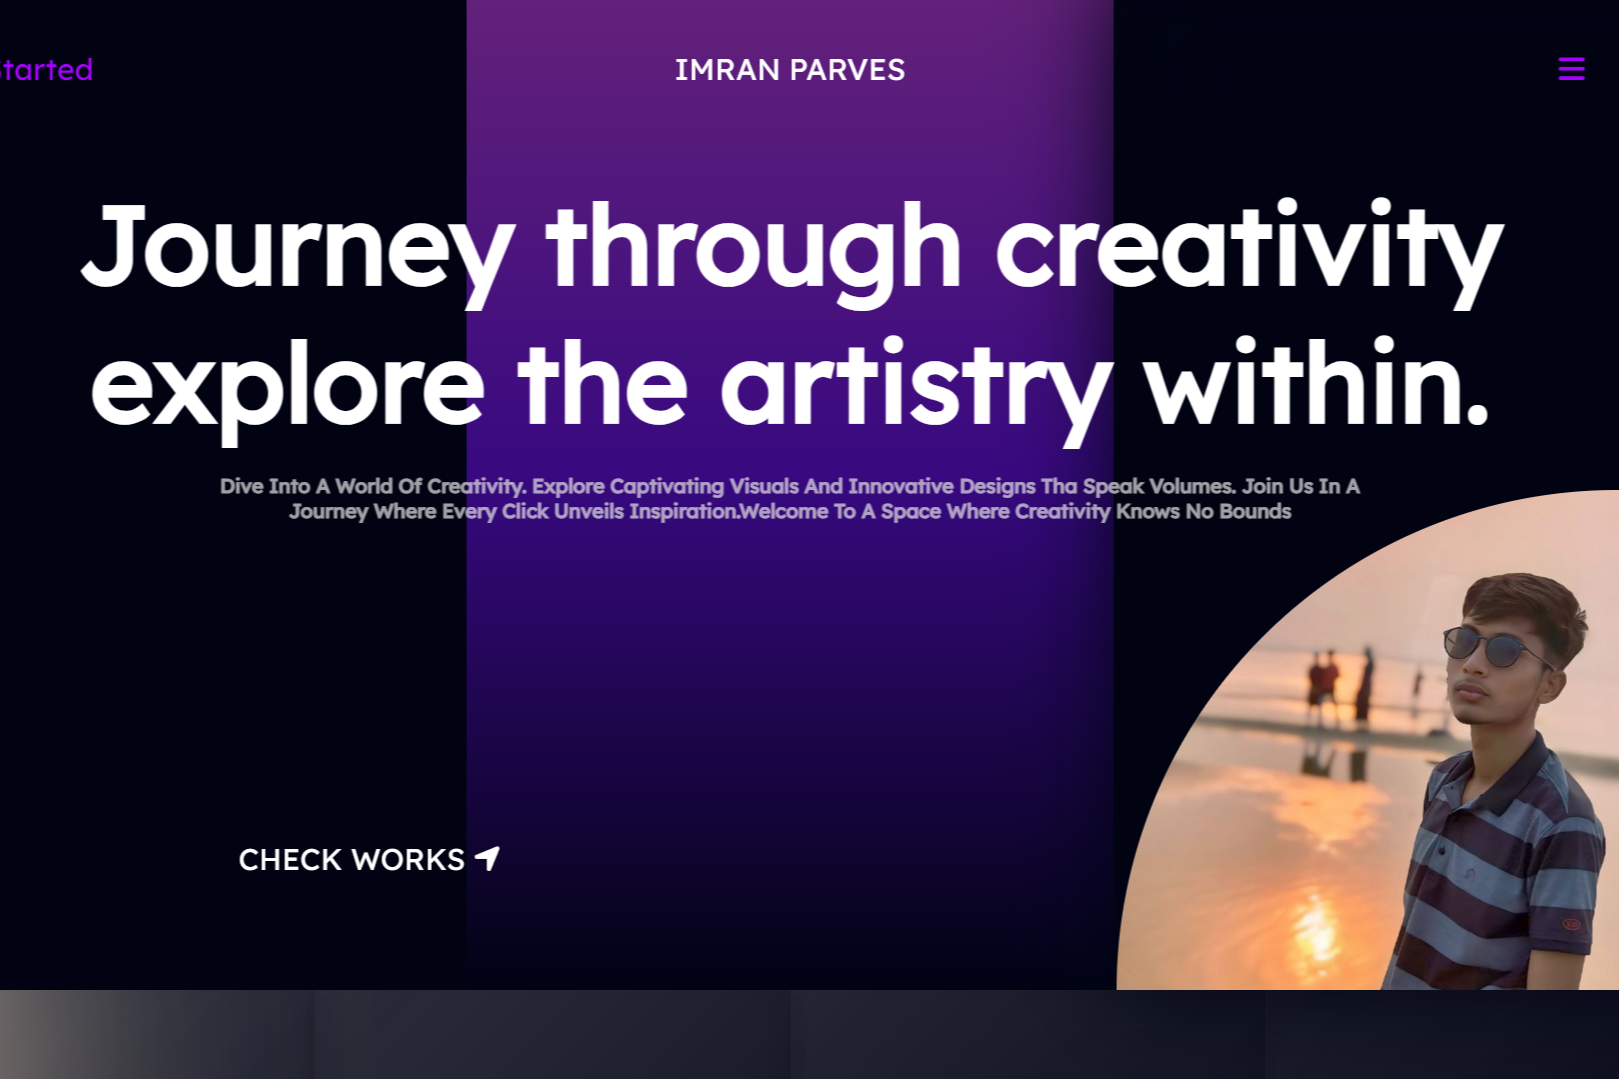 Started
IMRAN PARVES
Journey through creativity
explore the artistry within.
Dive Into A World Of Creativity. Explore Captivating Visuals And Innovative Designs Tha Speak Volumes. Join Us In A
Journey Where Every Click Unveils Inspiration.Welcome To A Space Where Creativity Knows No Bounds
CHECK WORKS